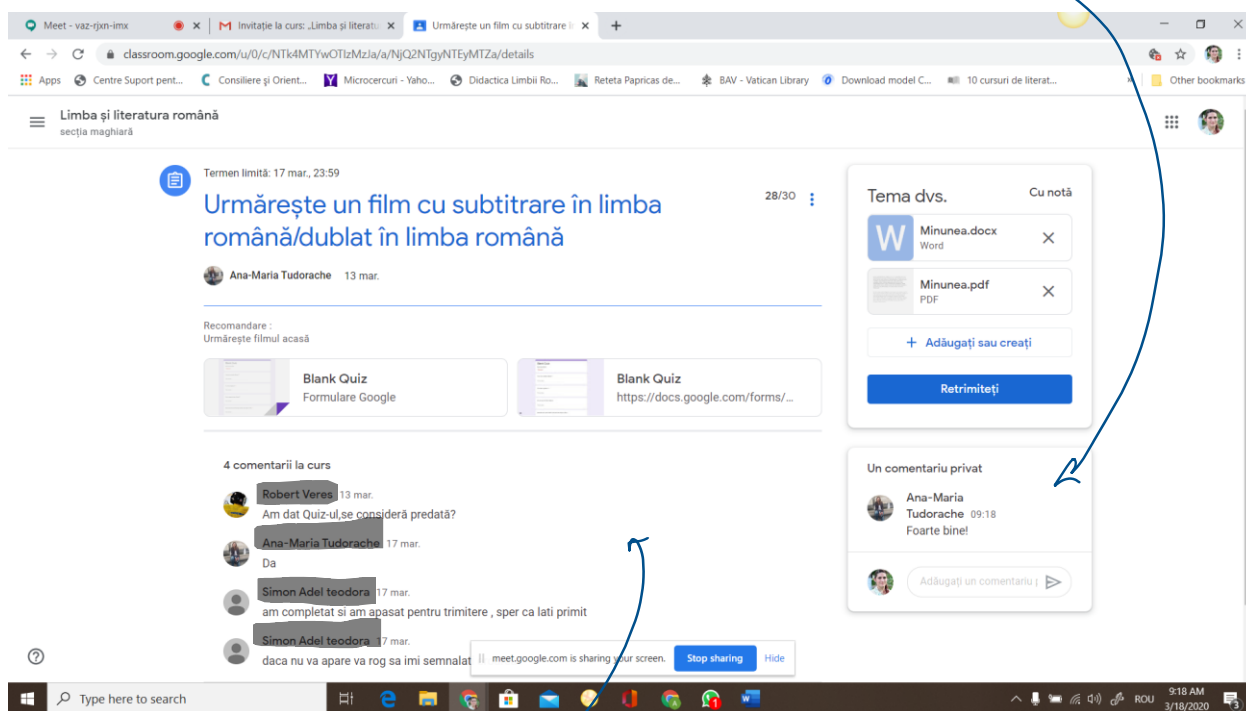 Meet - vaz-rjxn-imx
Invitație la curs: „Limba și literatu
Urmărește un film cu subtitrare î
classroom.google.com/u/0/c/NTk4MTYwOTIzMzJa/a/NjQ2NTgyNTEyMTZa/details
Apps
Centre Suport pent...
Consiliere şi Orient...
Microcercuri - Yaho...
Didactica Limbii Ro...
Reteta Papricas de...
BAV - Vatican Library
Download model C...
10 cursuri de literat...
Other bookmarks
Limba și literatura română
secția maghiară
Termen limită: 17 mar., 23:59
Urmărește un film cu subtitrare în limba
română/dublat în limba română
28/30
Ana-Maria Tudorache 13 mar.
Recomandare :
Urmărește filmul acasă
Blank Quiz
Formulare Google
Blank Quiz
https://docs.google.com/forms/...
4 comentarii la curs
Robert Veres 13 mar.
Am dat Quiz-ul,se consideră predată?
Ana-Maria Tudorache 17 mar.
Da
Simon Adel teodora 17 mar.
am completat si am apasat pentru trimitere , sper ca lati primit
Simon Adel teodora 17 mar.
daca nu va apare va rog sa imi semnalat
Tema dvs.
Cu notă
Minunea.docx
Word
Minunea.pdf
PDF
+ Adăugați sau creați
Retrimiteți
Un comentariu privat
Ana-Maria
Tudorache 09:18
Foarte bine!
Adăugați un comentariu
meet.google.com is sharing your screen.
Stop sharing
Hide
Type here to search
ROU
9:18 AM
3/18/2020